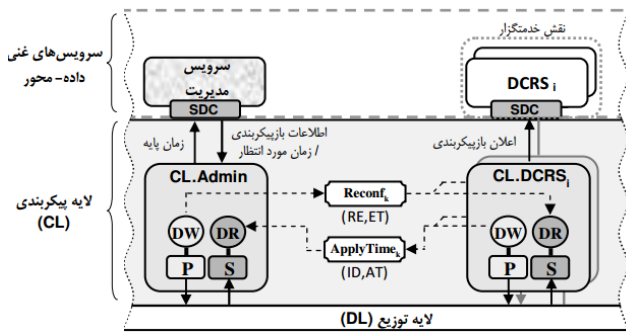 سرویس‌های غنی
داده-محور
سرویس
مدیریت
SDC
نقش خدمتگزار
DCRS i
SDC
زمان پایه
اطلاعات بازپیکربندی
/ زمان مورد انتظار
اعلان بازپیکربندی
لایه پیکربندی
(CL)
CL.Admin
DW
DR
P
S
Reconfk
(RE,ET)
ApplyTimek
(ID,AT)
CL.DCRSi
DW
DR
P
S
لایه توزیع (DL)